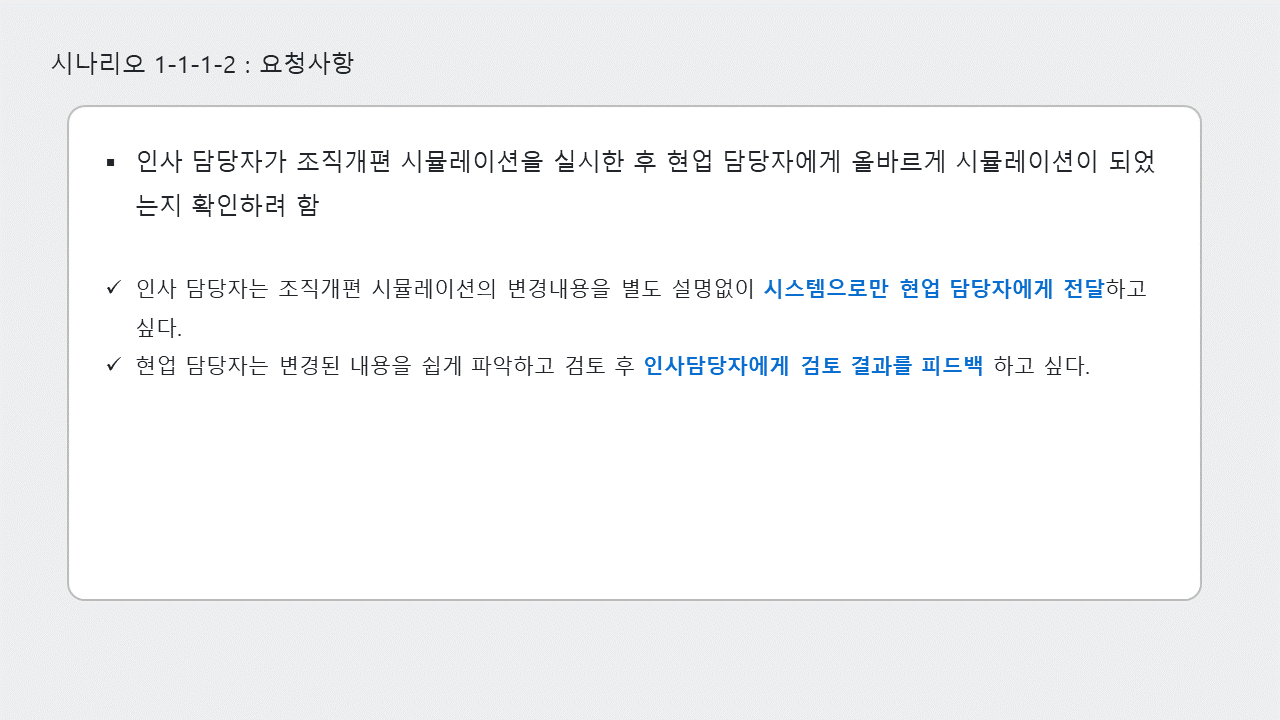 시나리오 1-1-1-2 : 요청사항
▪ 인사 담당자가 조직개편 시뮬레이션을 실시한 후 현업 담당자에게 올바르게 시뮬레이션이 되었
는지 확인하려 함
✓ 인사 담당자는 조직개편 시뮬레이션의 변경내용을 별도 설명없이 시스템으로만 현업 담당자에게 전달하고
싶다.
✓ 현업 담당자는 변경된 내용을 쉽게 파악하고 검토 후 인사담당자에게 검토 결과를 피드백 하고 싶다.